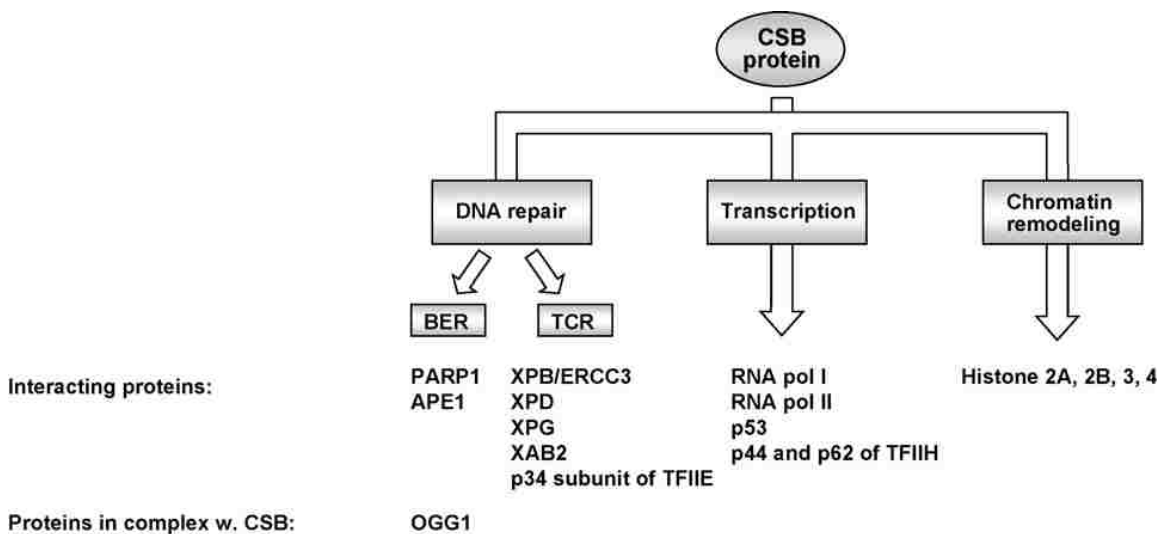 CSB
protein
DNA repair
Transcription
Chromatin
remodeling
BER
TCR
Interacting proteins:
PARP1
APE1
XPB/ERCC3
XPD
XPG
XAB2
p34 subunit of TFIIE
RNA pol I
RNA pol II
p53
p44 and p62 of TFIIH
Histone 2A, 2B, 3, 4
Proteins in complex w. CSB:
OGG1